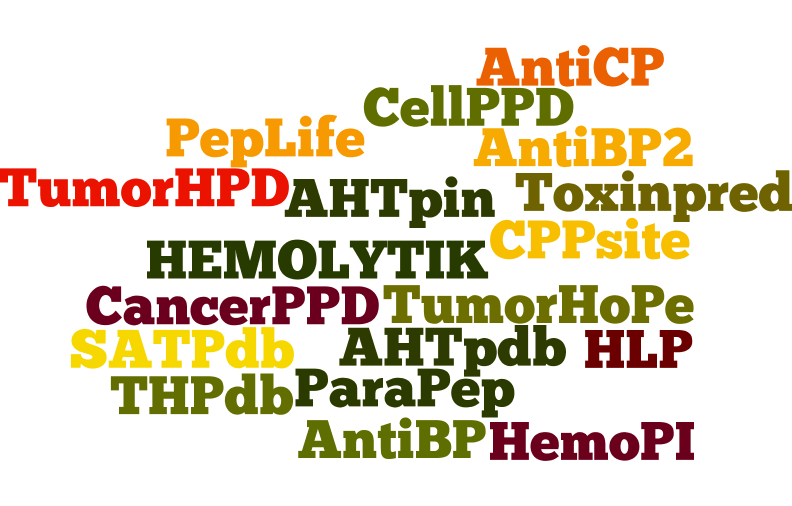 AntiCP
CellPPD
PepLife
AntiBP2
TumorHPD
AHTpin
Toxinpred
CPPsite
HEMOLYTIK
CancerPPD
TumorHoPe
SATPdb
AHTpdb
HLP
THPdb
ParaPep
AntiBP
HemoPI